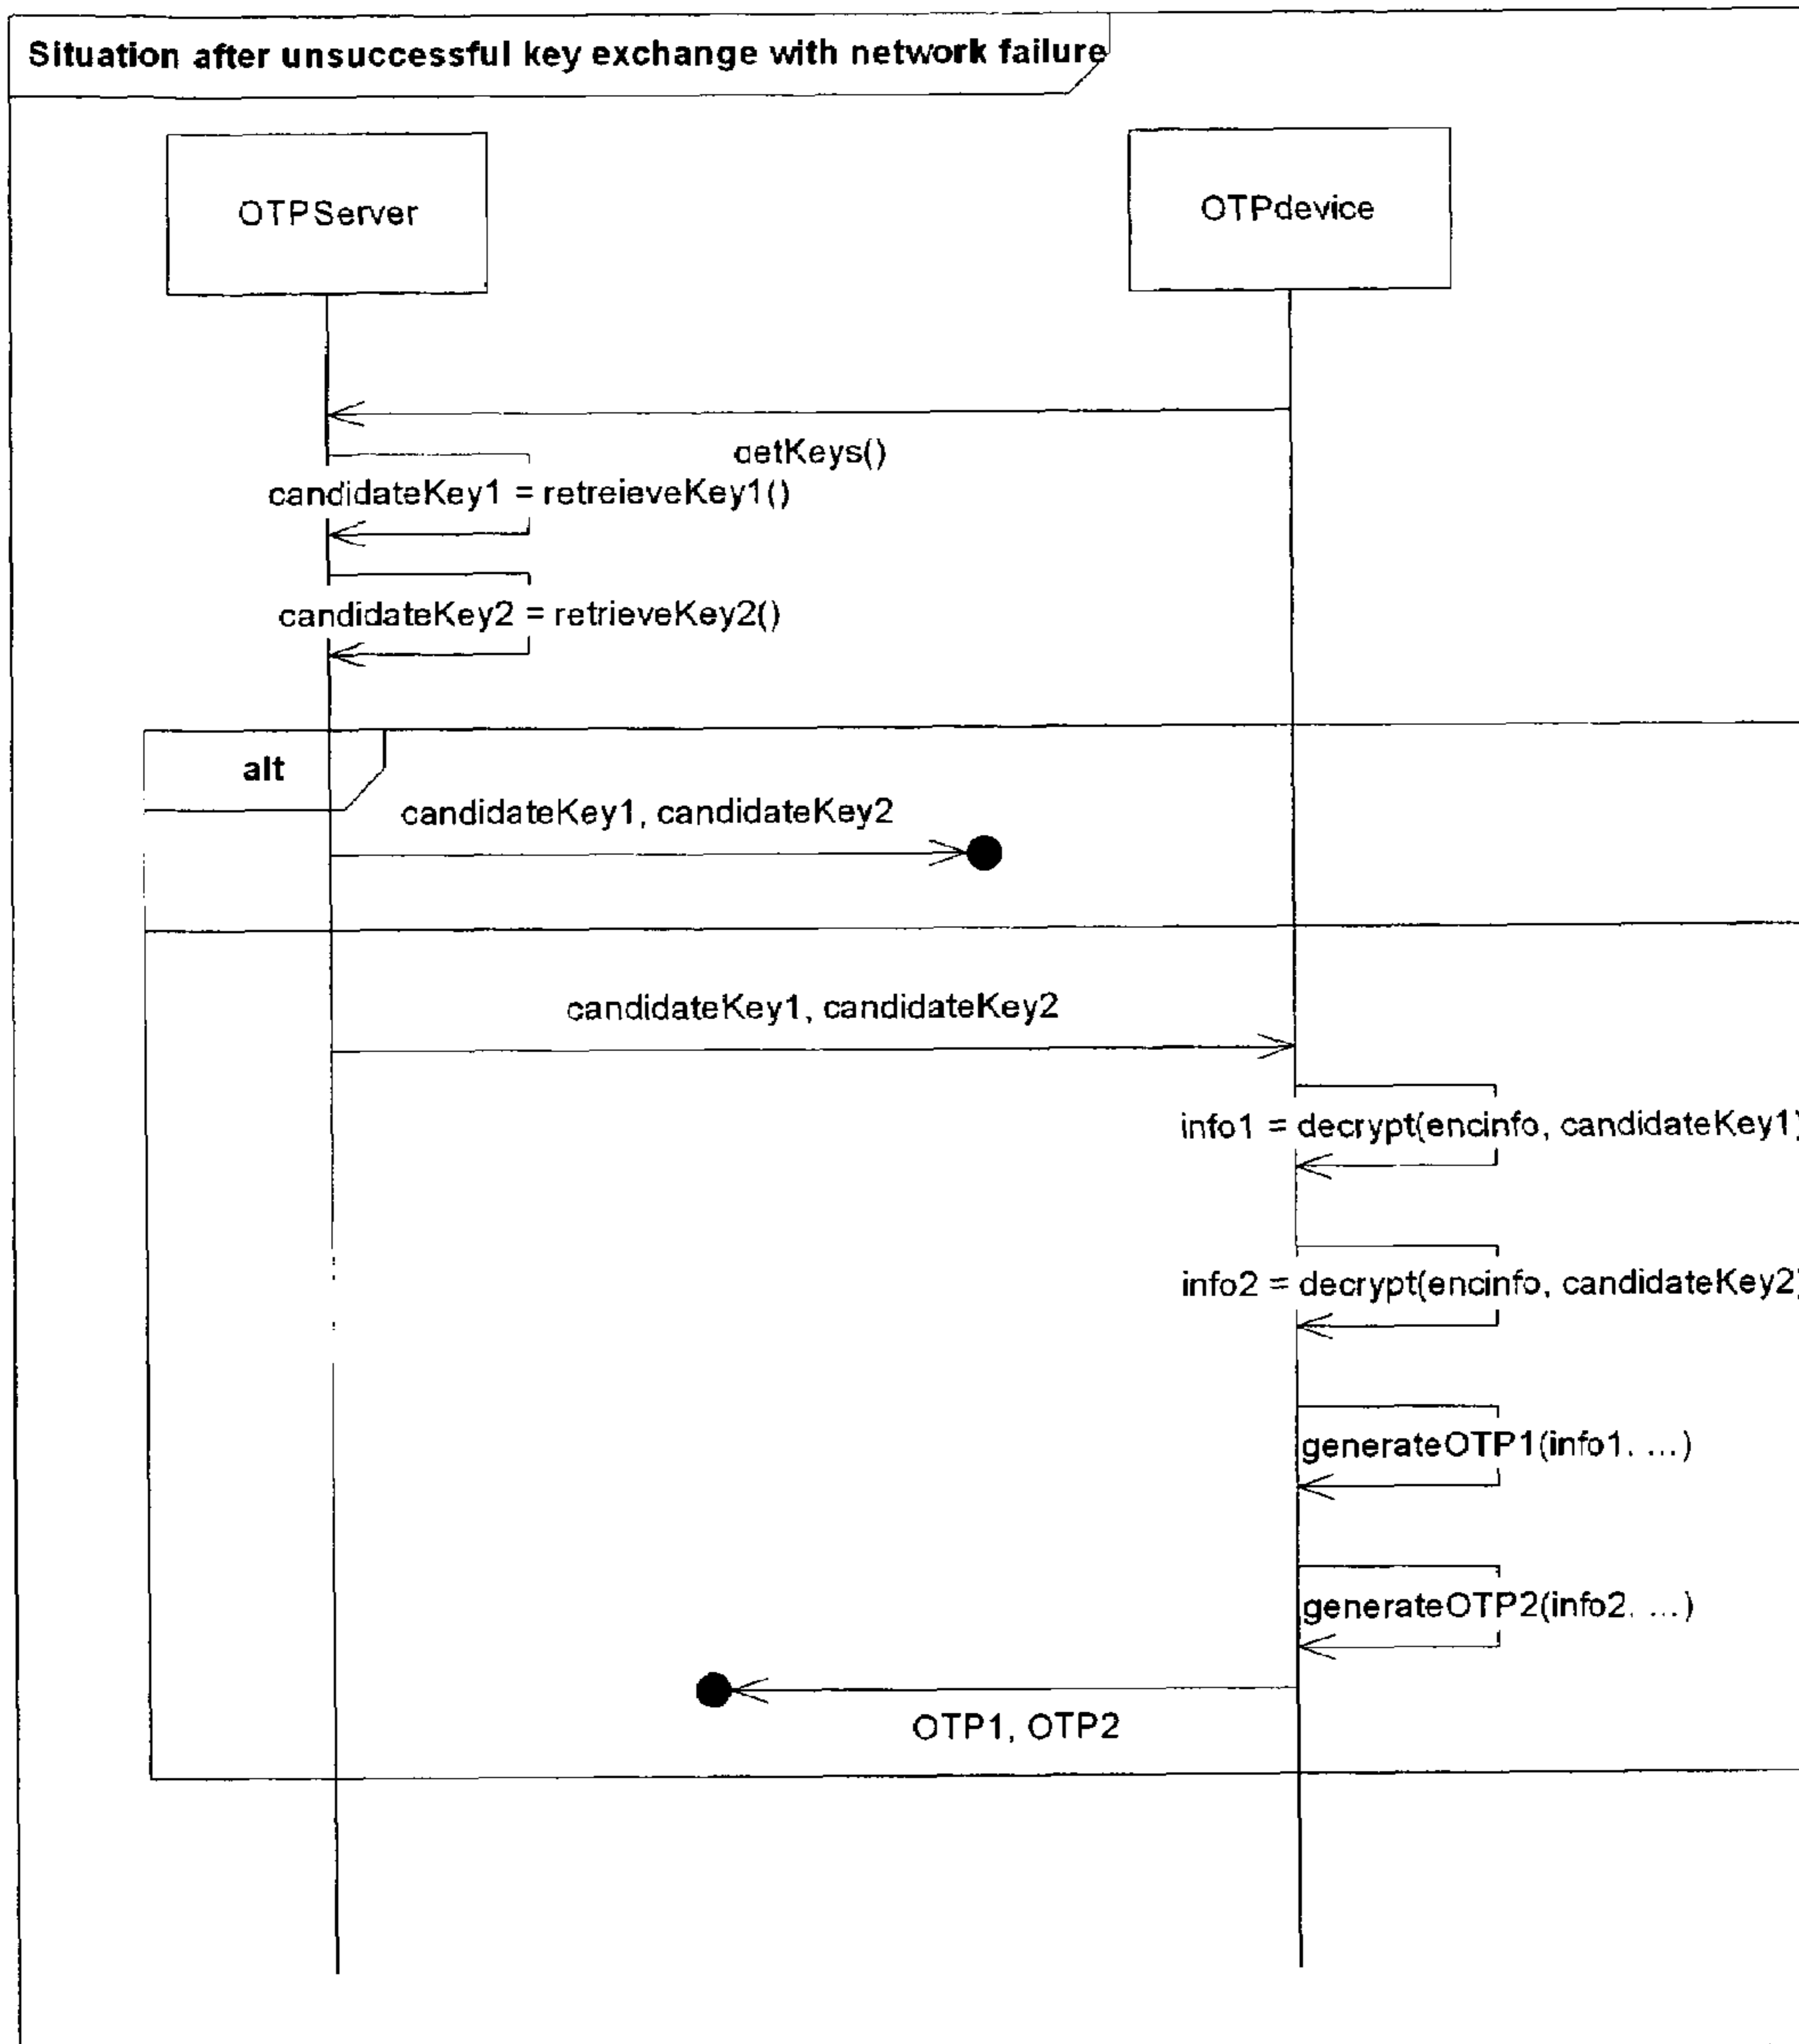 Situation after unsuccessful key exchange with network failure
OTPServer
OTPdevice
getKeys()
candidateKey1 = retreieveKey1()
candidateKey2 = retrieveKey2()
alt
candidateKey1, candidateKey2
candidateKey1, candidateKey2
info1 = decrypt(encinfo, candidateKey1)
info2 = decrypt(encinfo, candidateKey2)
generateOTP1(info1, ...)
generateOTP2(info2, ...)
OTP1, OTP2